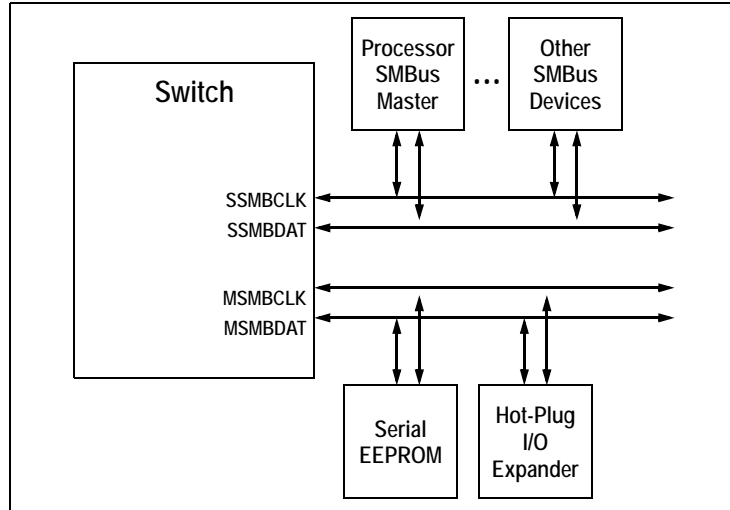 Processor
SMBus
Master
...
Other
SMBus
Devices
Switch
SSMBCLK
SSMBDAT
MSMBCLK
MSMBDAT
Serial
EEPROM
Hot-Plug
I/O
Expander